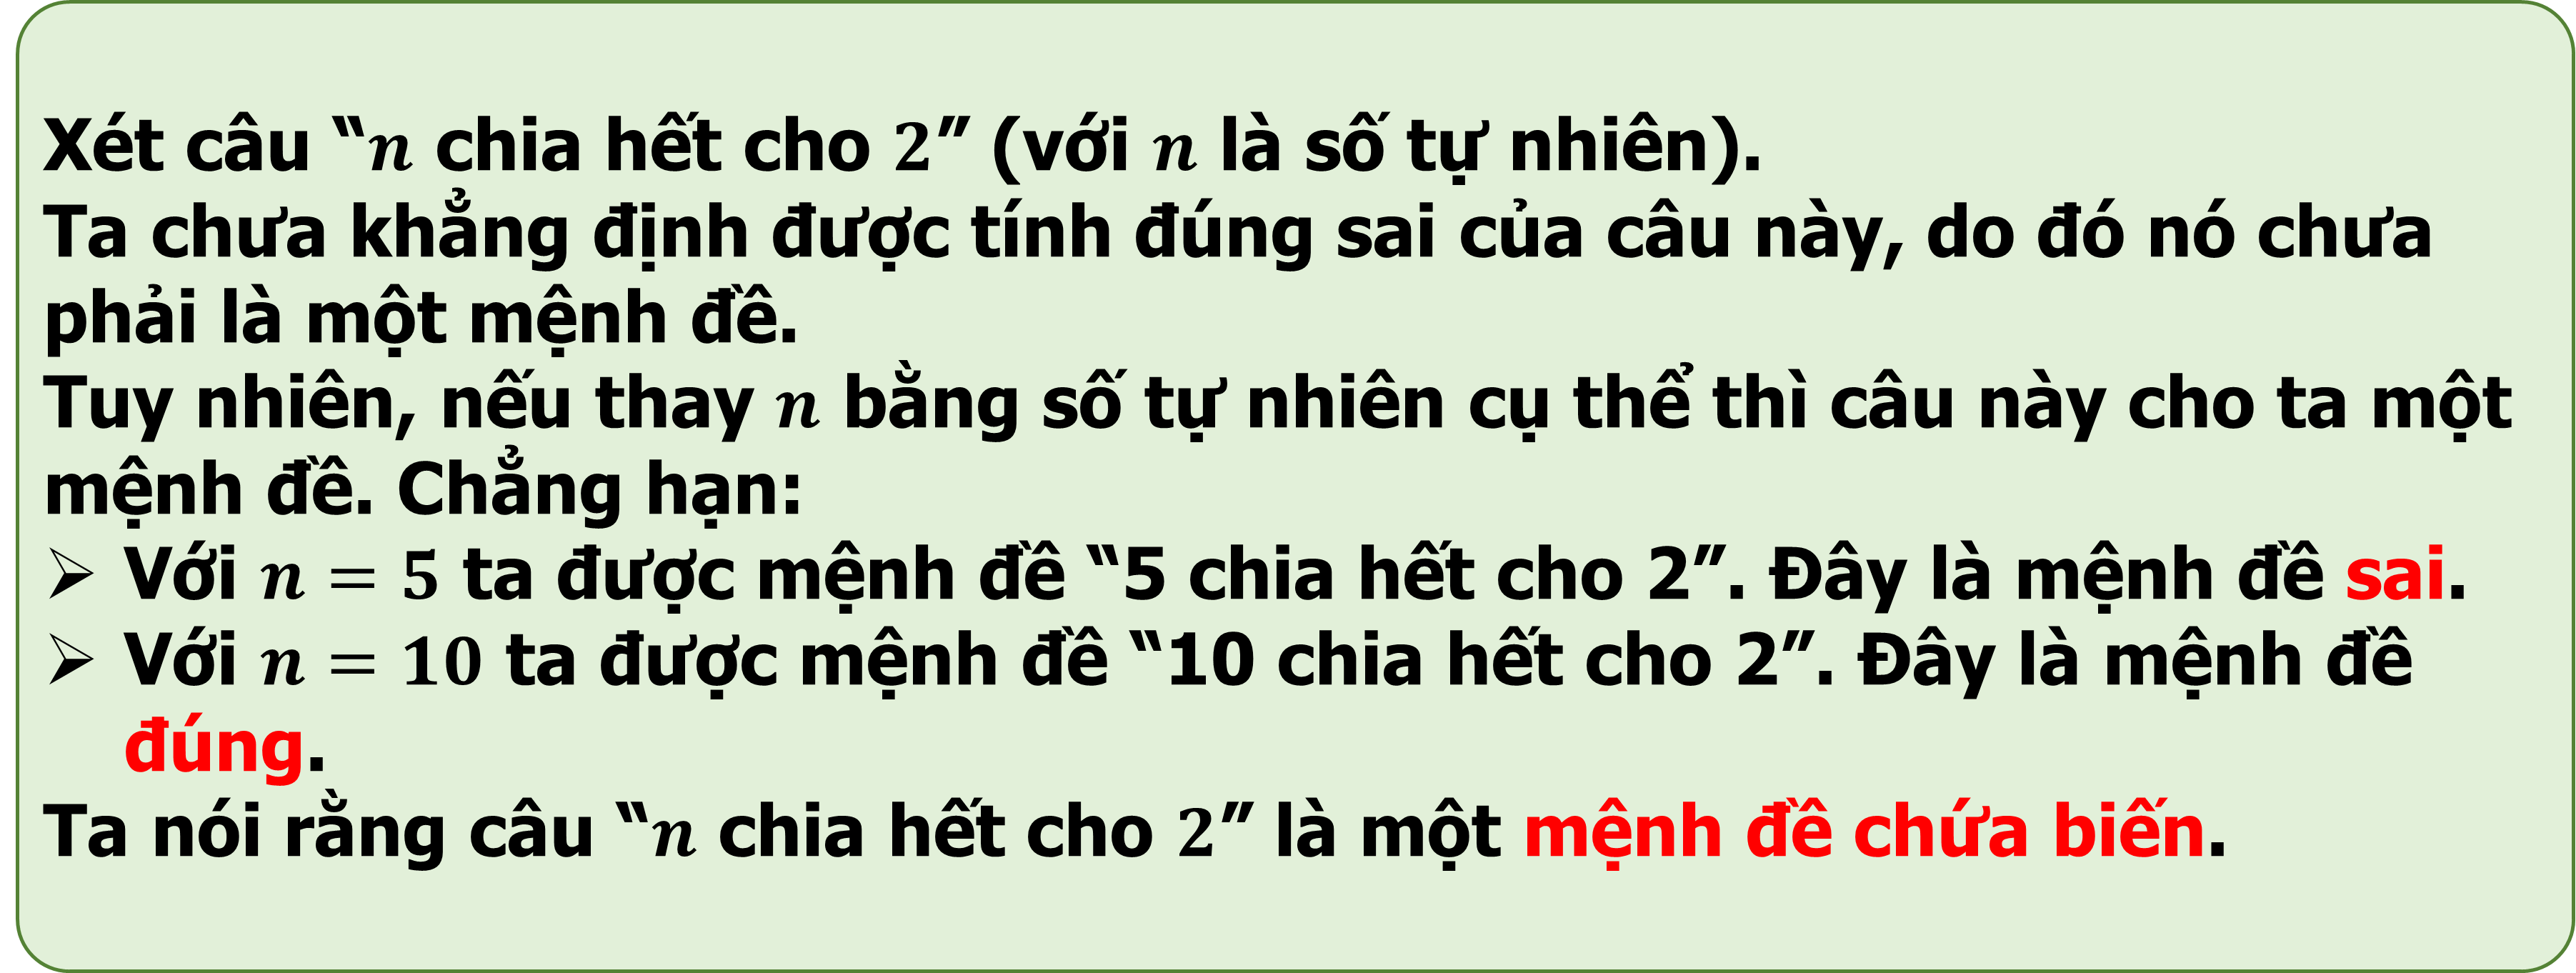 Xét câu “n chia hết cho 2” (với n là số tự nhiên).
Ta chưa khẳng định được tính đúng sai của câu này, do đó nó chưa
phải là một mệnh đề.
Tuy nhiên, nếu thay n bằng số tự nhiên cụ thể thì câu này cho ta một
mệnh đề. Chẳng hạn:
➢ Với n = 5 ta được mệnh đề “5 chia hết cho 2”. Đây là mệnh đề sai.
➢ Với n = 10 ta được mệnh đề “10 chia hết cho 2”. Đây là mệnh đề
đúng.
Ta nói rằng câu “n chia hết cho 2” là một mệnh đề chứa biến.